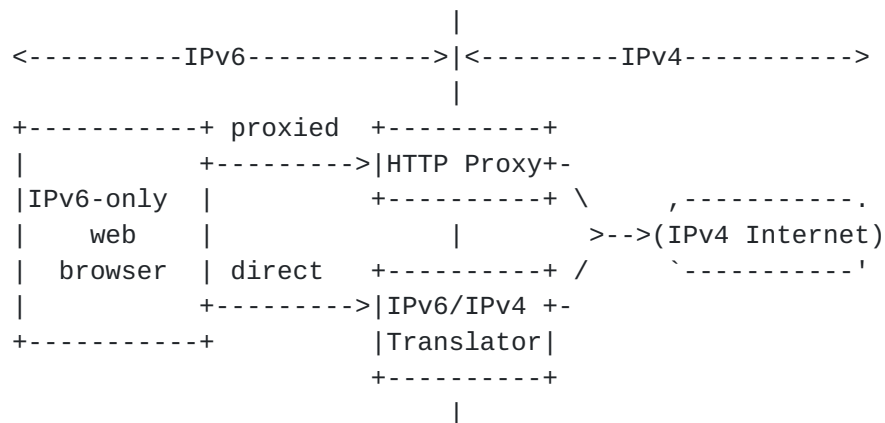 |
<----------IPv6------------->|<---------IPv4----------->
|
+-----------+ proxied +----------+
| +--------->|HTTP Proxy+-
|IPv6-only | +----------+ \ ,-----------.
| web | | >-->(IPv4 Internet)
| browser | direct +----------+ / `-----------'
| +--------->|IPv6/IPv4 +-
+-----------+ |Translator|
+----------+
|